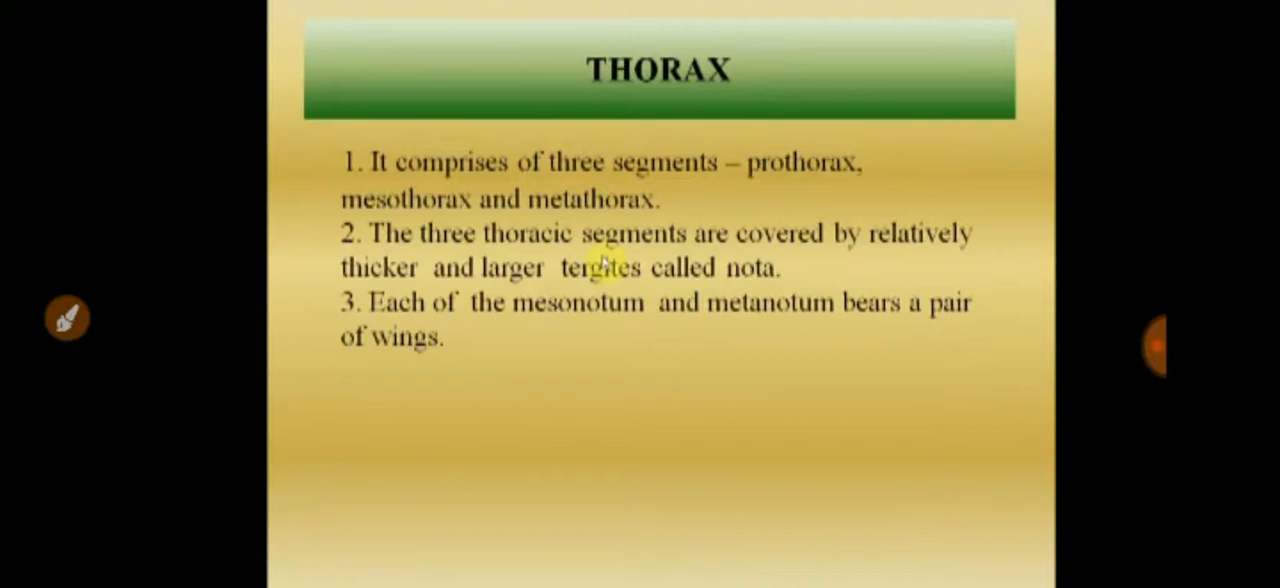 THORAX
1. It comprises of three segments – prothorax,
mesothorax and metathorax.
2. The three thoracic segments are covered by relatively
thicker and larger tergites called nota.
3. Each of the mesonotum and metanotum bears a pair
of wings.